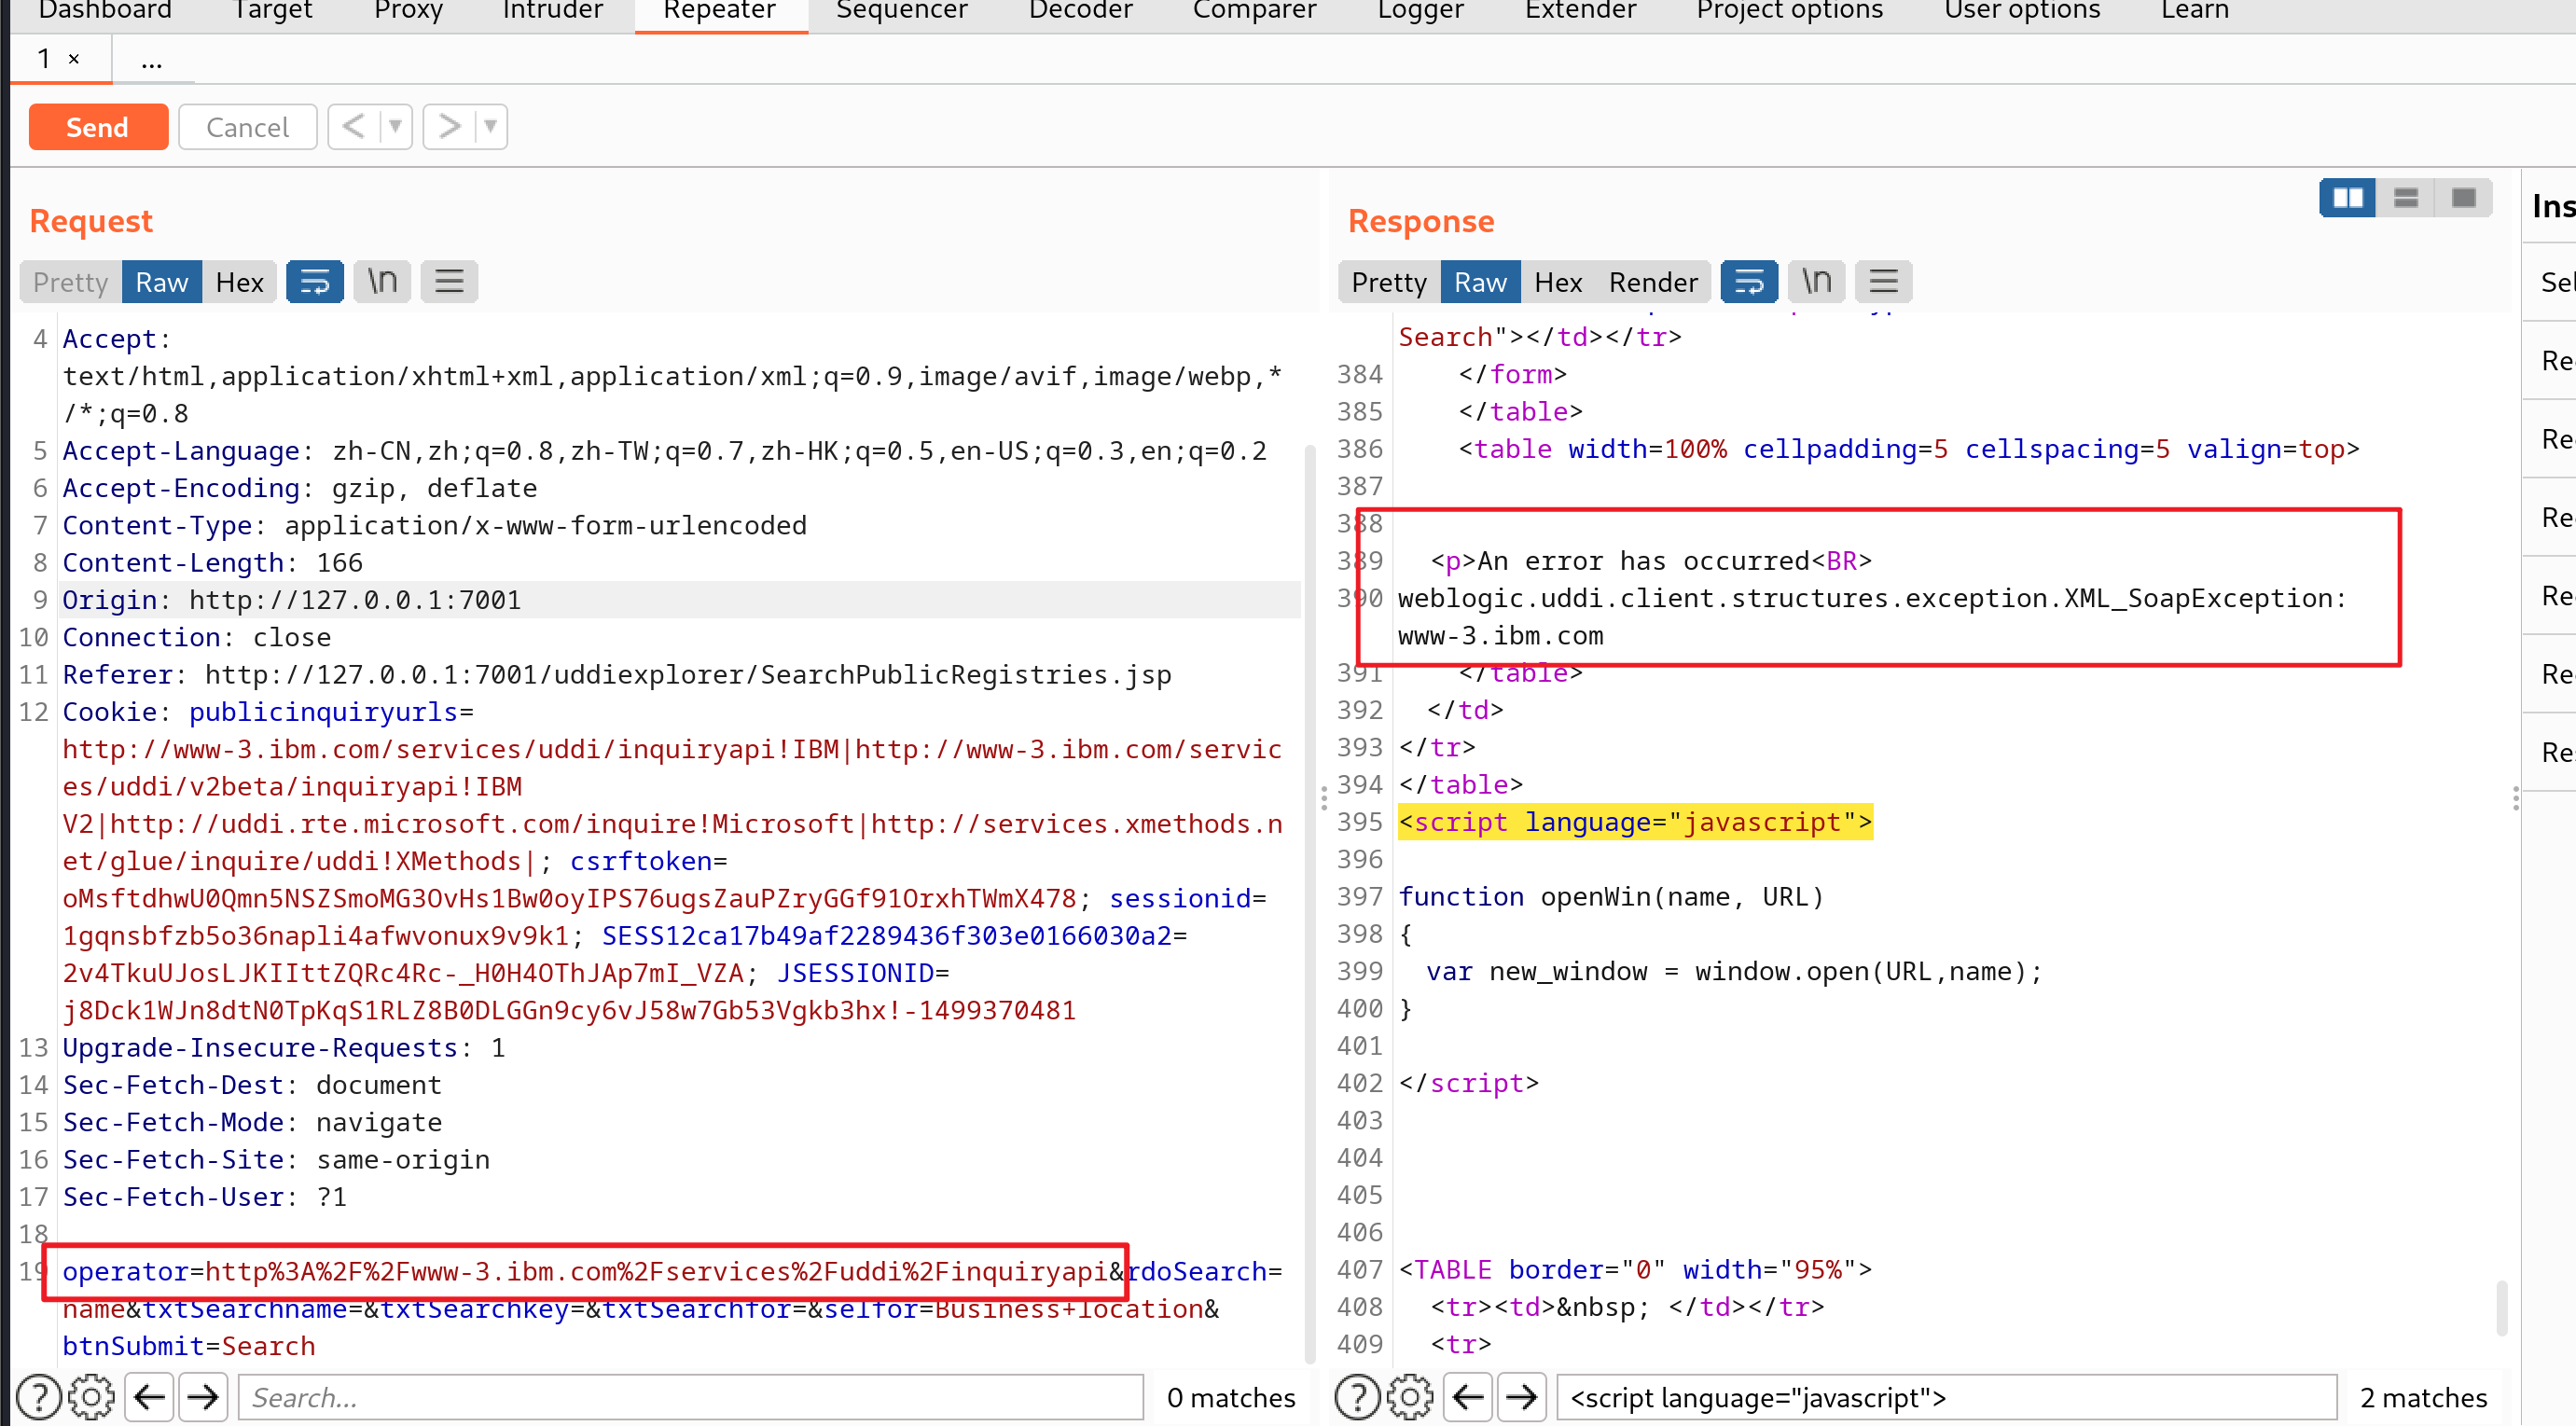 Dashboard Target Proxy Intruder Repeater Sequencer Decoder Comparer Logger Extender Project options User options Learn
1 × ...
Send Cancel < ▼ > ▼
Request
Pretty Raw Hex \n
4 Accept:
text/html,application/xhtml+xml,application/xml;q=0.9,image/avif,image/webp,*
/*;q=0.8
5 Accept-Language: zh-CN,zh;q=0.8,zh-TW;q=0.7,zh-HK;q=0.5,en-US;q=0.3,en;q=0.2
6 Accept-Encoding: gzip, deflate
7 Content-Type: application/x-www-form-urlencoded
8 Content-Length: 166
9 Origin: http://127.0.0.1:7001
10 Connection: close
11 Referer: http://127.0.0.1:7001/uddiexplorer/SearchPublicRegistries.jsp
12 Cookie: publicinquiryurls=
http://www-3.ibm.com/services/uddi/inquiryapi!IBM|http://www-3.ibm.com/servic
es/uddi/v2beta/inquiryapi!IBM
V2|http://uddi.rte.microsoft.com/inquire!Microsoft|http://services.xmethods.n
et/glue/inquire/uddi!XMethods|; csrftoken=
oMsftdhwU0Qmn5NSZSmoMG3OvHs1Bw0oyIPS76ugsZauPZryGGf91OrxhTWmX478; sessionid=
1gqnsbfzb5o36napli4afwvonux9v9k1; SESS12ca17b49af2289436f303e0166030a2=
2v4TkuUJosLJKIIttZQRc4Rc-_H0H4OThJAp7mI_VZA; JSESSIONID=
j8Dck1WJn8dtN0TpKqS1RLZ8B0DLGGn9cy6vJ58w7Gb53Vgkb3hx!-1499370481
13 Upgrade-Insecure-Requests: 1
14 Sec-Fetch-Dest: document
15 Sec-Fetch-Mode: navigate
16 Sec-Fetch-Site: same-origin
17 Sec-Fetch-User: ?1
18
19 operator=http%3A%2F%2Fwww-3.ibm.com%2Fservices%2Fuddi%2Finquiryapi&rdoSearch=
name&txtSearchname=&txtSearchkey=&txtSearchfor=&selfor=Business+location&
btnSubmit=Search
? Search... 0 matches
Response
Pretty Raw Hex Render \n
Search"></td></tr>
384 </form>
385 </table>
386 <table width=100% cellpadding=5 cellspacing=5 valign=top>
387
388
389 <p>An error has occurred<BR>
390 weblogic.uddi.client.structures.exception.XML_SoapException:
www-3.ibm.com
391 </table>
392 </td>
393 </tr>
394 </table>
395 <script language="javascript">
396
397 function openWin(name, URL)
398 {
399 var new_window = window.open(URL,name);
400 }
401
402 </script>
403
404
405
406
407 <TABLE border="0" width="95%">
408 <tr><td>&nbsp; </td></tr>
409 <tr>
? <script language="javascript"> 2 matches
Ins
Sel
Re
Re
Re
Re
Re
Re